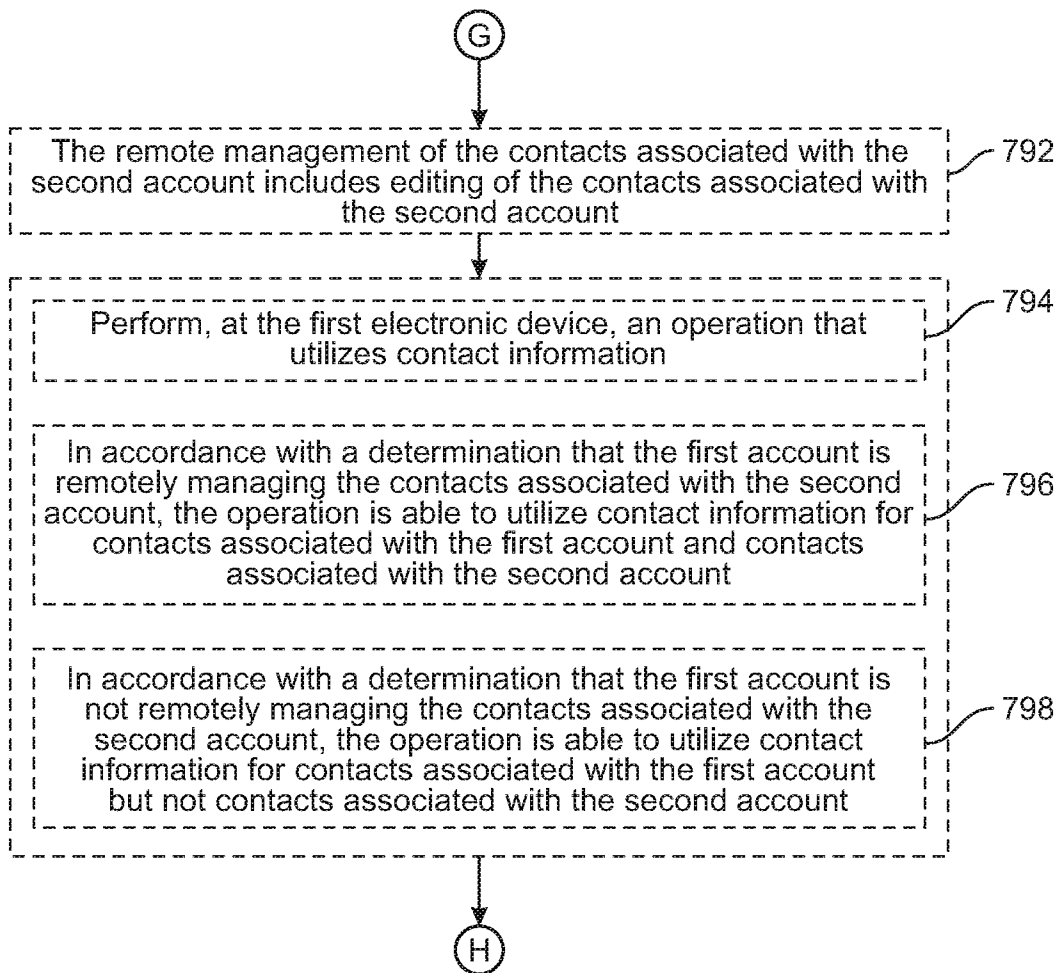 G
The remote management of the contacts associated with the
second account includes editing of the contacts associated with
the second account
792
Perform, at the first electronic device, an operation that
utilizes contact information
794
In accordance with a determination that the first account is
remotely managing the contacts associated with the second
account, the operation is able to utilize contact information for
contacts associated with the first account and contacts
associated with the second account
796
In accordance with a determination that the first account is
not remotely managing the contacts associated with the
second account, the operation is able to utilize contact
information for contacts associated with the first account
but not contacts associated with the second account
798
H